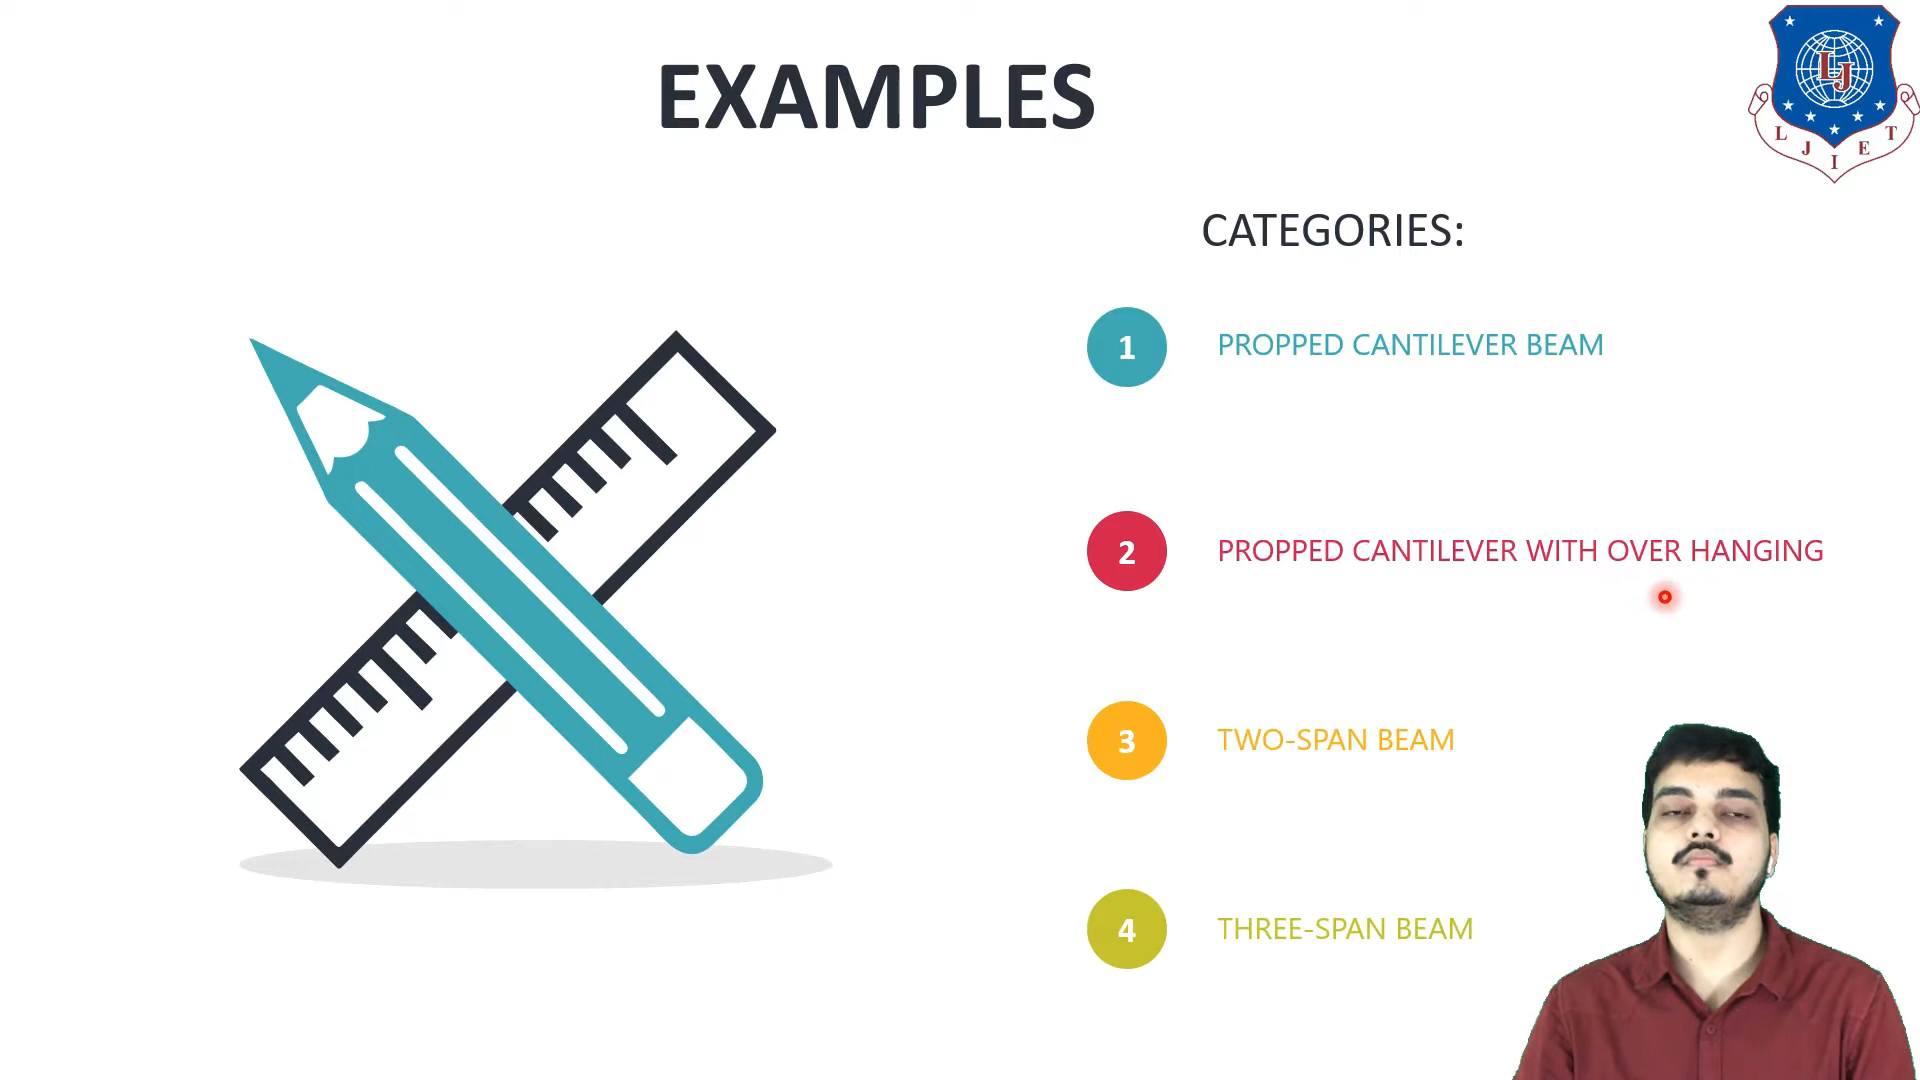 EXAMPLES
LJ
L J I E T
CATEGORIES:
1 PROPPED CANTILEVER BEAM
2 PROPPED CANTILEVER WITH OVER HANGING
3 TWO-SPAN BEAM
4 THREE-SPAN BEAM